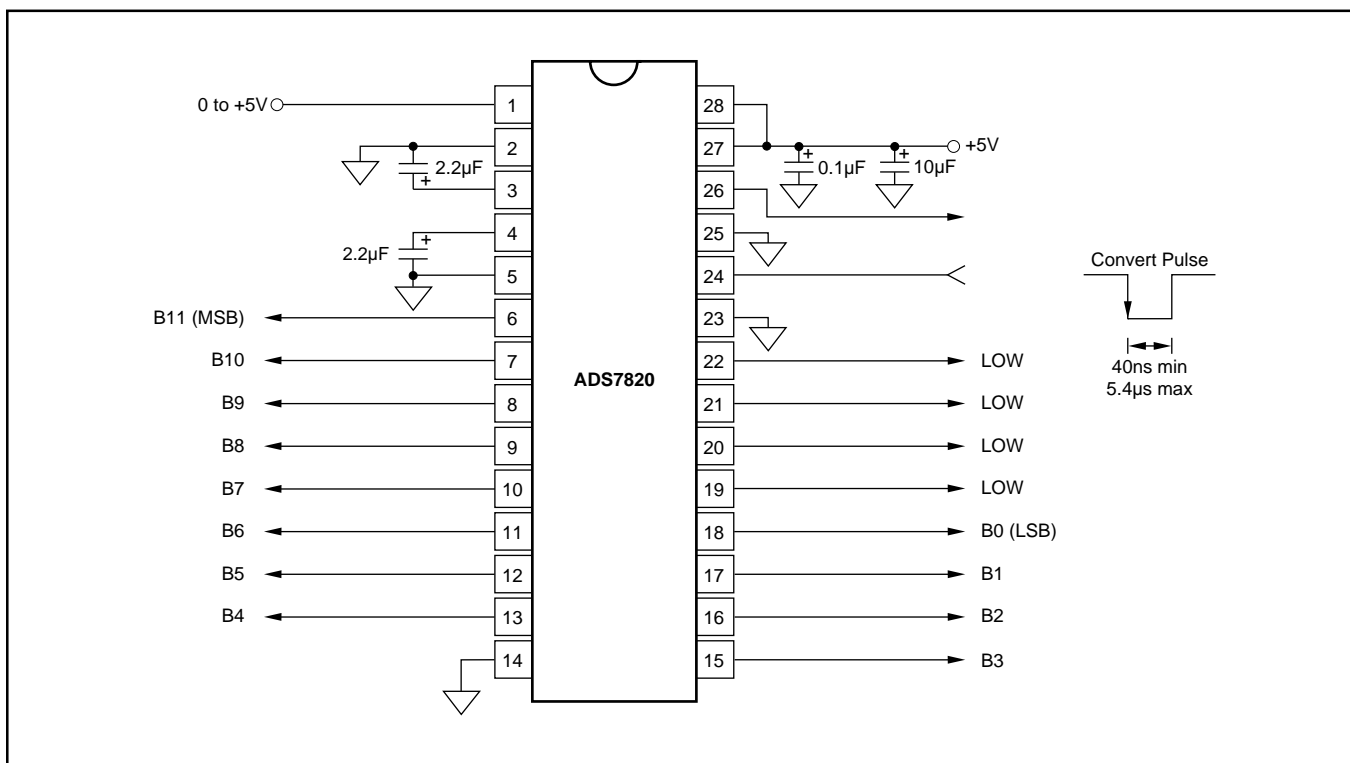 0 to +5V
1
28
2
27
+
+
+
+5V
2.2µF
0.1µF
10µF
3
26
+
4
25
+
2.2µF
5
24
Convert Pulse
B11 (MSB)
6
23
B10
7
22
LOW
40ns min
5.4µs max
ADS7820
B9
8
21
LOW
B8
9
20
LOW
B7
10
19
LOW
B6
11
18
B0 (LSB)
B5
12
17
B1
B4
13
16
B2
14
15
B3